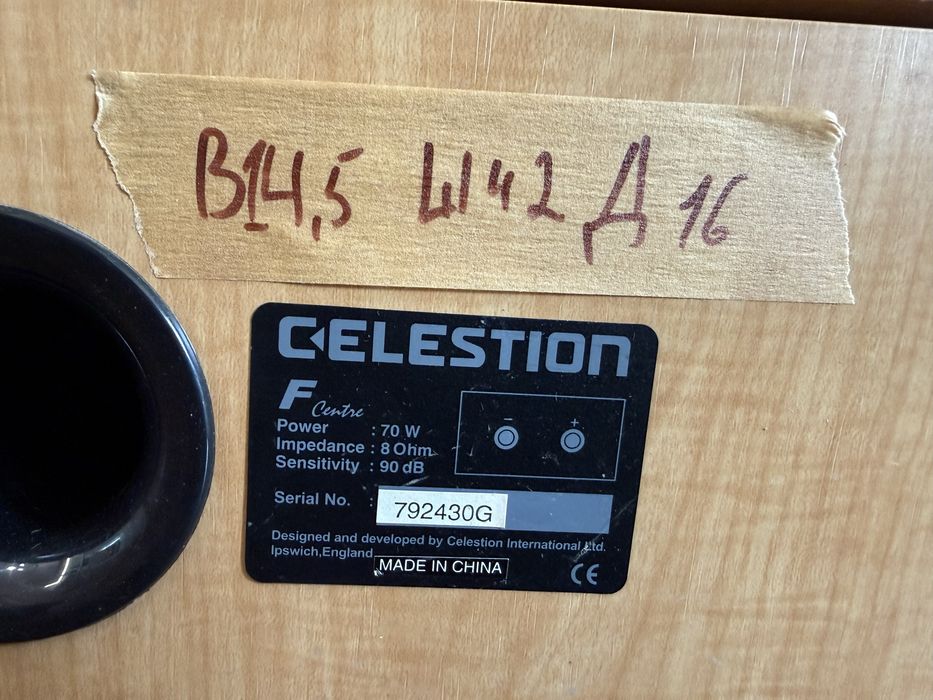 В14,5 Ш42 Д16
CELESTION
F Centre
Power : 70 W
Impedance : 8 Ohm
Sensitivity : 90 dB
- +
Serial No. : 792430G
Designed and developed by Celestion International Ltd.
Ipswich,England MADE IN CHINA
CE